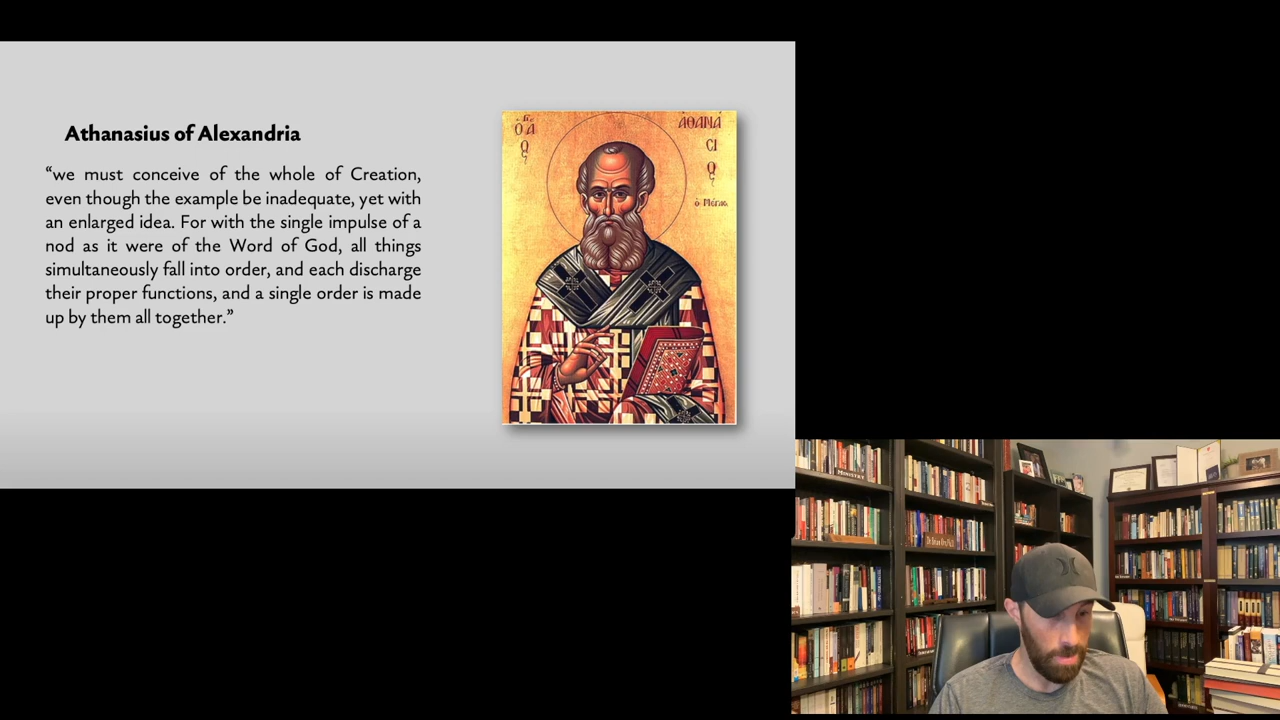 Athanasius of Alexandria
“we must conceive of the whole of Creation,
even though the example be inadequate, yet with
an enlarged idea. For with the single impulse of a
nod as it were of the Word of God, all things
simultaneously fall into order, and each discharge
their proper functions, and a single order is made
up by them all together.”
ἈΘΑΝΆ
ΣΙ
Ο
ὁ Μέγας
MINISTRY